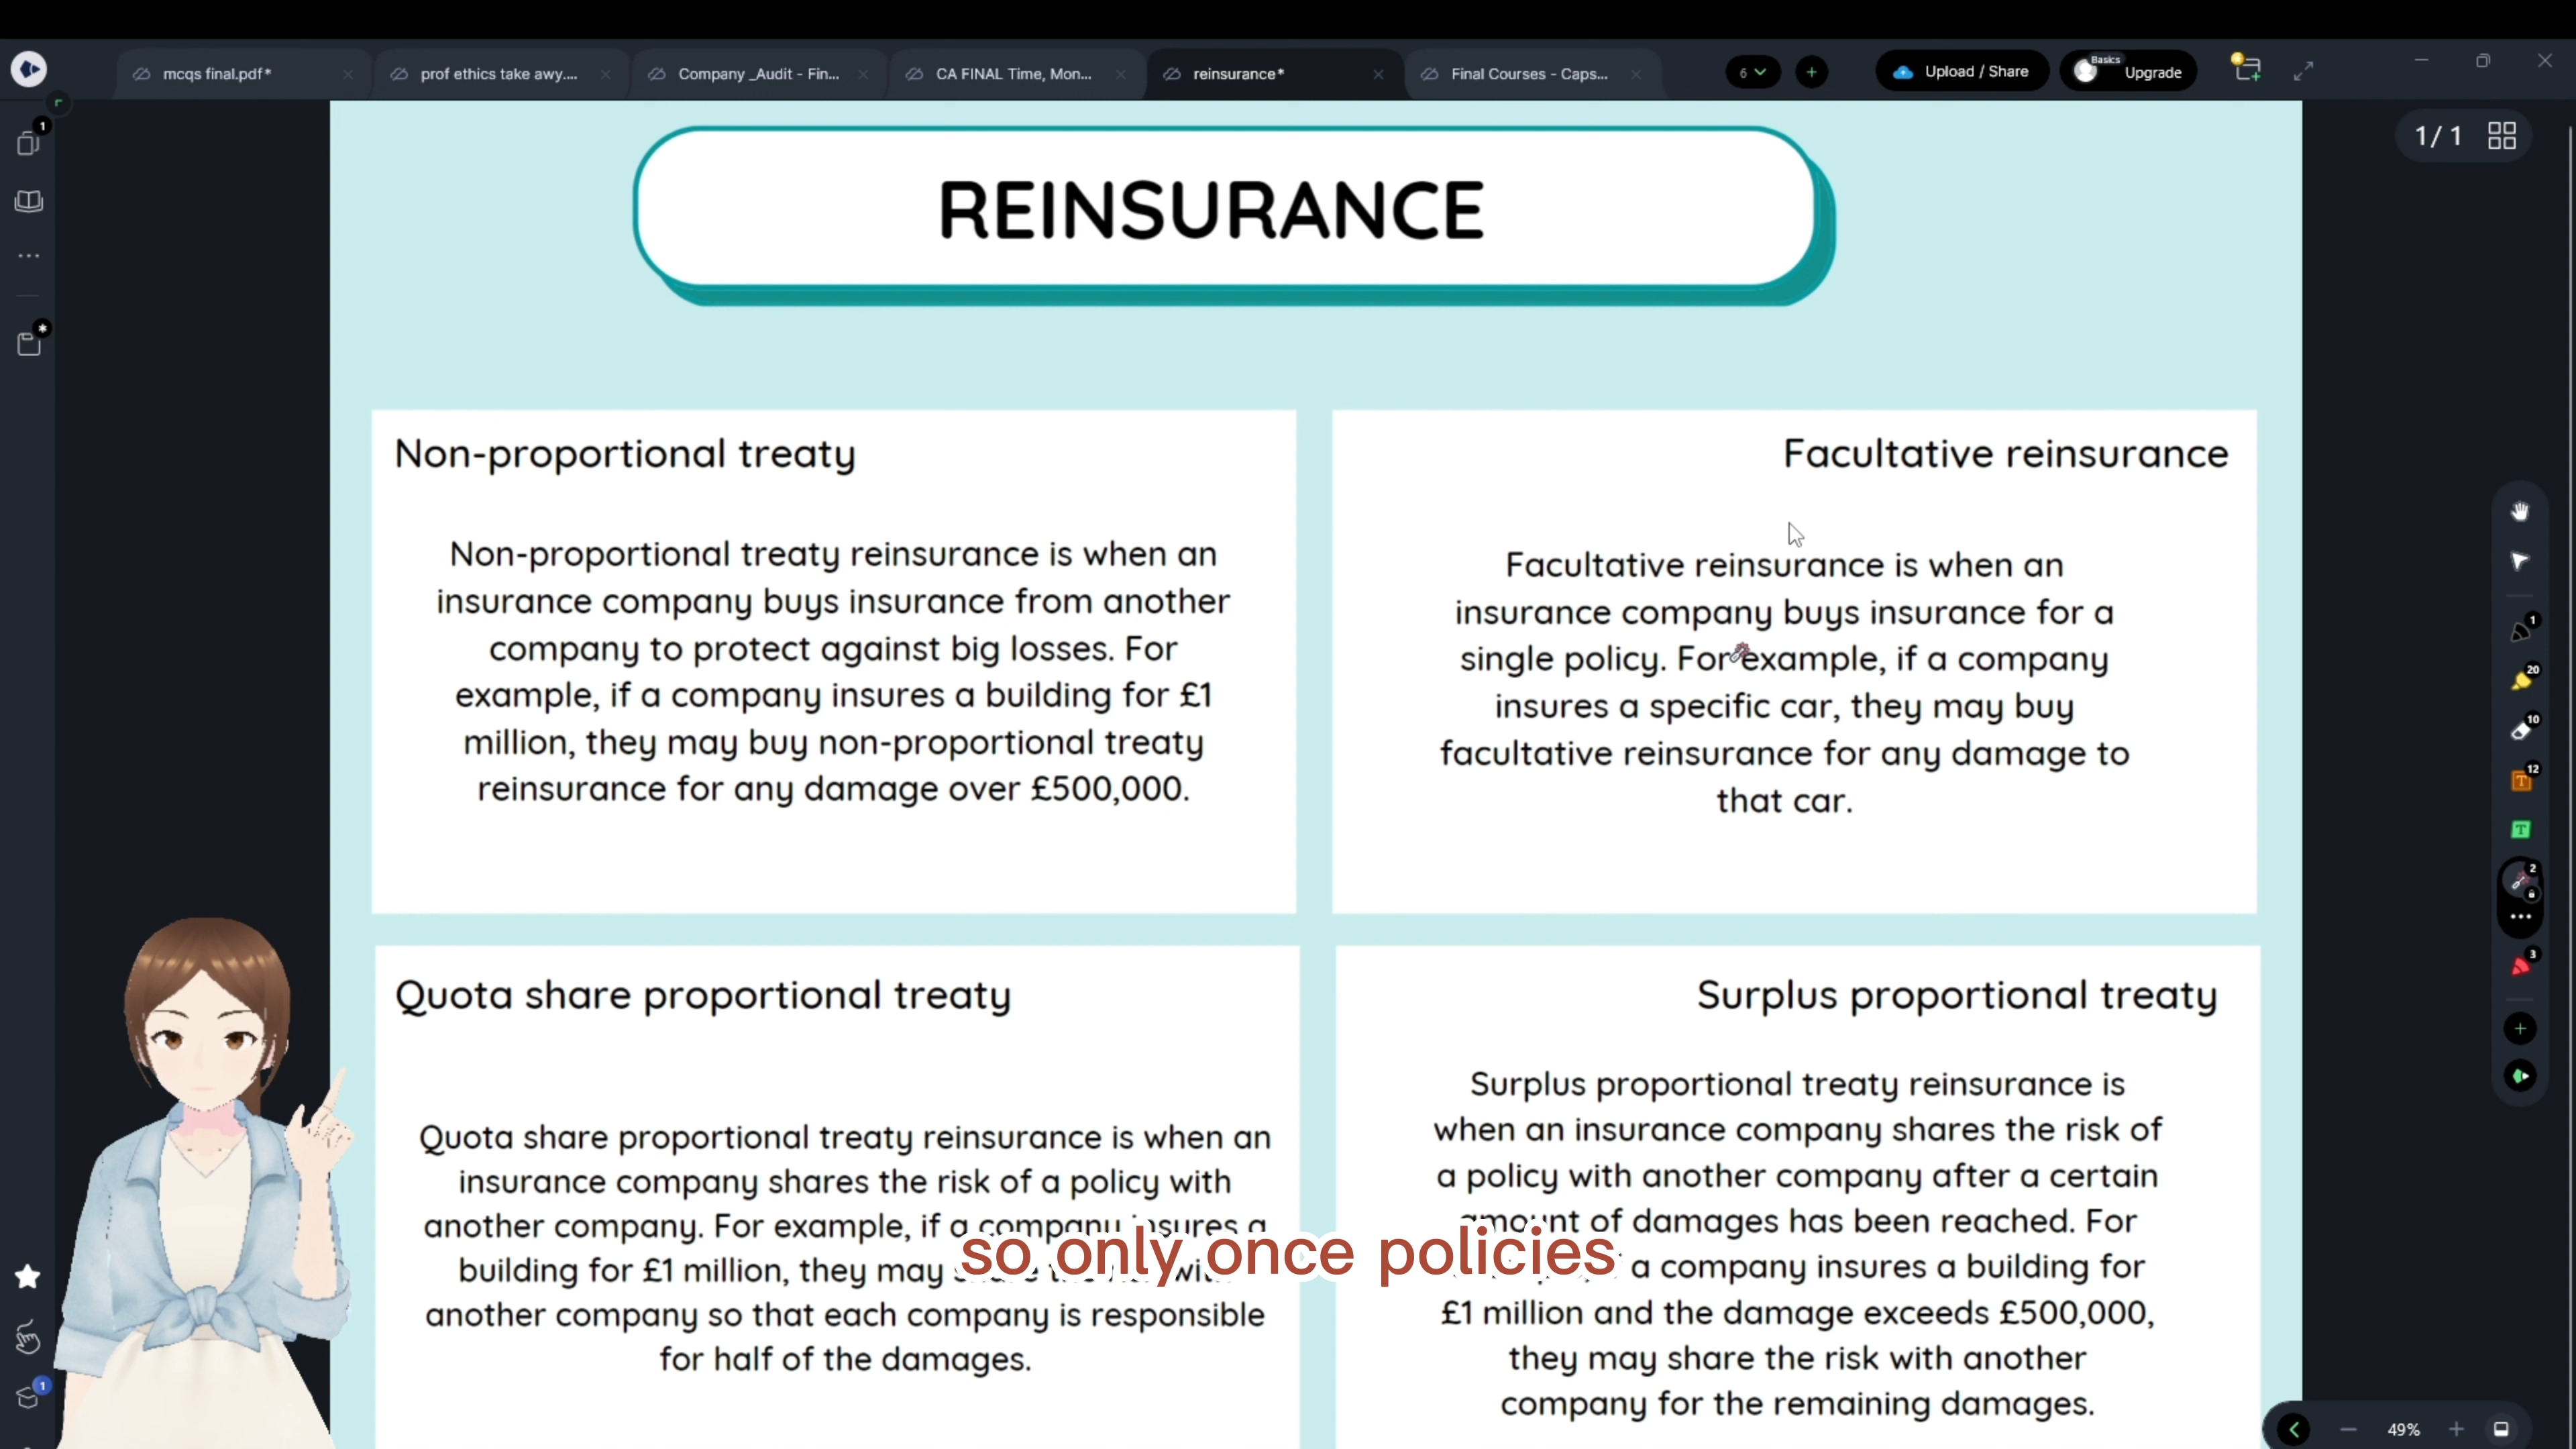 mcqs final.pdf*
prof ethics take awy....
Company _Audit - Fin...
CA FINAL Time, Mon...
reinsurance*
Final Courses - Caps...
6
Upload / Share
Basics
Upgrade
1/ 1
REINSURANCE
Non-proportional treaty
Non-proportional treaty reinsurance is when an
insurance company buys insurance from another
company to protect against big losses. For
example, if a company insures a building for £1
million, they may buy non-proportional treaty
reinsurance for any damage over £500,000.
Facultative reinsurance
Facultative reinsurance is when an
insurance company buys insurance for a
single policy. For example, if a company
insures a specific car, they may buy
facultative reinsurance for any damage to
that car.
Quota share proportional treaty
Quota share proportional treaty reinsurance is when an
insurance company shares the risk of a policy with
another company. For example, if a company insures a
building for £1 million, they may
another company so that each company is responsible
for half of the damages.
Surplus proportional treaty
Surplus proportional treaty reinsurance is
when an insurance company shares the risk of
a policy with another company after a certain
amount of damages has been reached. For
a company insures a building for
£1 million and the damage exceeds £500,000,
they may share the risk with another
company for the remaining damages.
so only once policies
1
1
1
20
10
12
2
3
49%